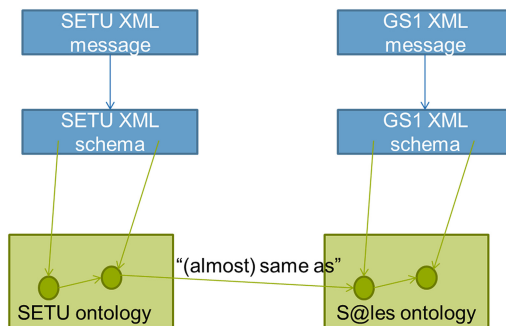 SETU XML
message
GS1 XML
message
SETU XML
schema
GS1 XML
schema
“(almost) same as”
SETU ontology
S@les ontology